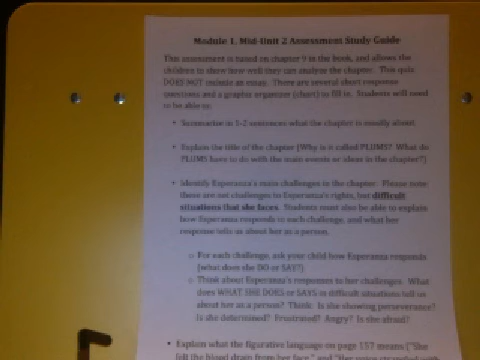 Module 1, Mid-Unit 2 Assessment Study Guide
This assessment is based on chapter 9 in the book, and allows the
children to show how well they can analyze the chapter. This quiz
DOES NOT include an essay. There are several short response
questions and a graphic organizer (chart) to fill in. Students will need
to be able to:
• Summarize in 1-2 sentences what the chapter is mostly about.
• Explain the title of the chapter (Why is it called PLUMS? What do
PLUMS have to do with the main events or ideas in the chapter?)
• Identify Esperanza's main challenges in the chapter. Please note:
these are not challenges to Esperanza's rights, but difficult
situations that she faces. Students must also be able to explain
how Esperanza responds to each challenge, and what her
response tells us about her as a person.
o For each challenge, ask your child how Esperanza responds
(what does she DO or SAY?)
o Think about Esperanza's responses to her challenges. What
does WHAT SHE DOES or SAYS in difficult situations tell us
about her as a person? Think: Is she showing perseverance?
Is she determined? Frustrated? Angry? Is she afraid?
• Explain what the figurative language on page 157 means ("She
felt the blood drain from her face," and "Her voice